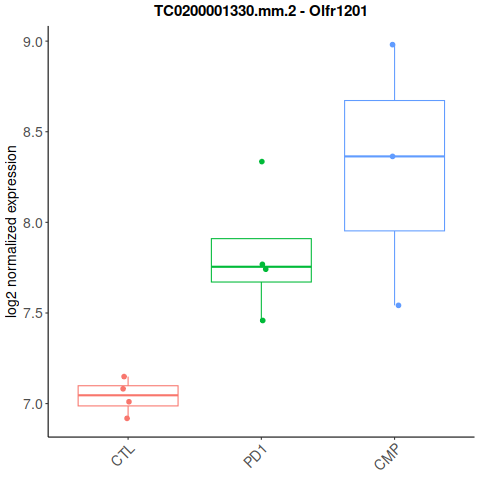 TC0200001330.mm.2 - Olfr1201
log2 normalized expression
9.0
8.5
8.0
7.5
7.0
CTL
PD1
CMP